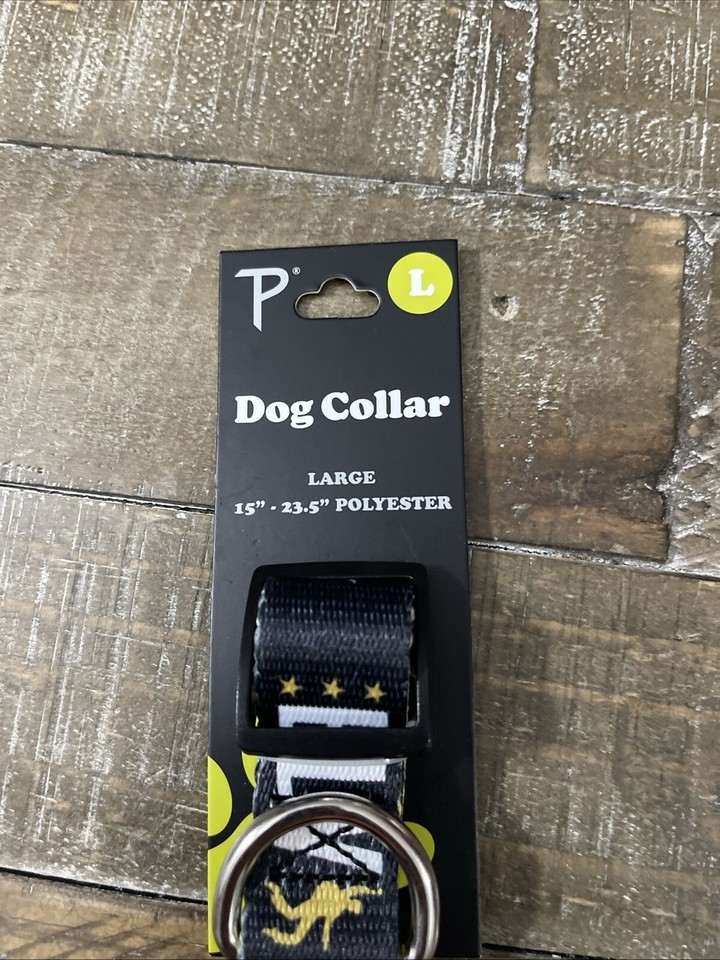 P®
L
Dog Collar
LARGE
15” - 23.5” POLYESTER